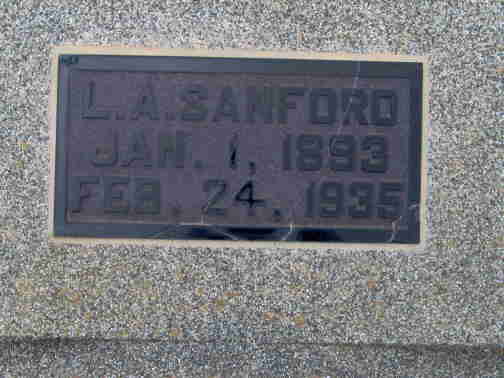 L.A. SANFORD
JAN. 1, 1893
FEB. 24, 1935